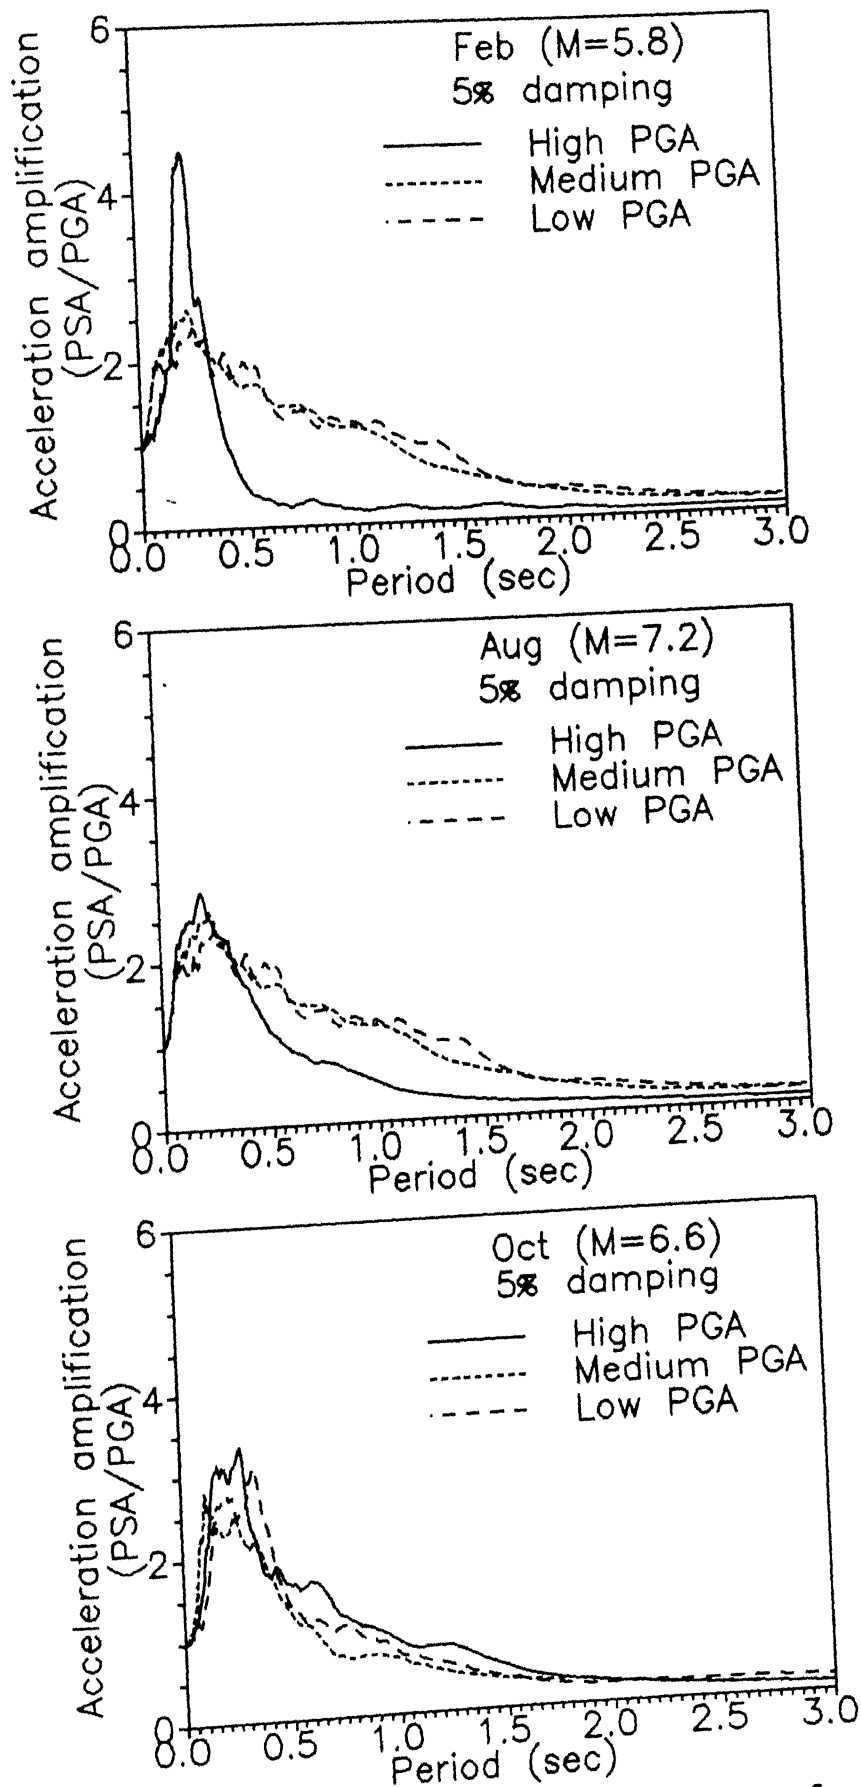 Acceleration amplification
(PSA/PGA)
6
4
2
0
Feb (M=5.8)
5% damping
High PGA
Medium PGA
Low PGA
0.0 0.5 1.0 1.5 2.0 2.5 3.0
Period (sec)
Acceleration amplification
(PSA/PGA)
6
4
2
0
Aug (M=7.2)
5% damping
High PGA
Medium PGA
Low PGA
0.0 0.5 1.0 1.5 2.0 2.5 3.0
Period (sec)
Acceleration amplification
(PSA/PGA)
6
4
2
0
Oct (M=6.6)
5% damping
High PGA
Medium PGA
Low PGA
0.0 0.5 1.0 1.5 2.0 2.5 3.0
Period (sec)